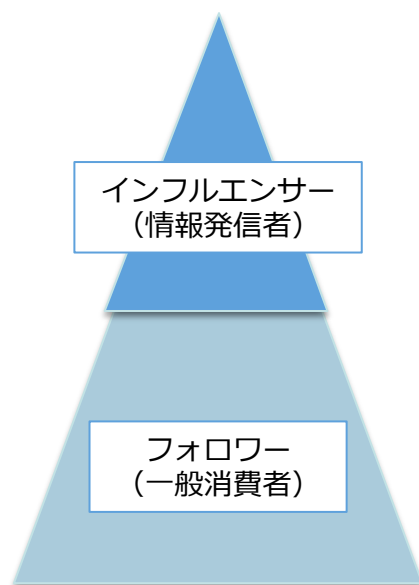 インフルエンサー
（情報発信者）
フォロワー
（一般消費者）